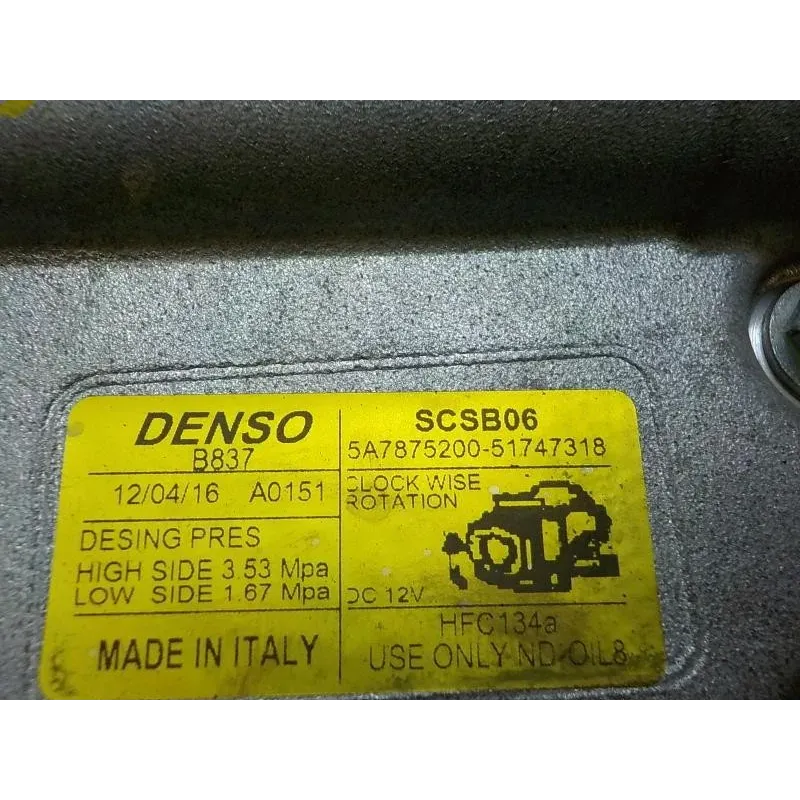 DENSO
B837
12/04/16 A0151
DESING PRES
HIGH SIDE 3.53 Mpa
LOW SIDE 1.67 Mpa
MADE IN ITALY
SCSB06
5A7875200-51747318
CLOCK WISE
ROTATION
DC 12V
HFC134a
USE ONLY ND-OIL8